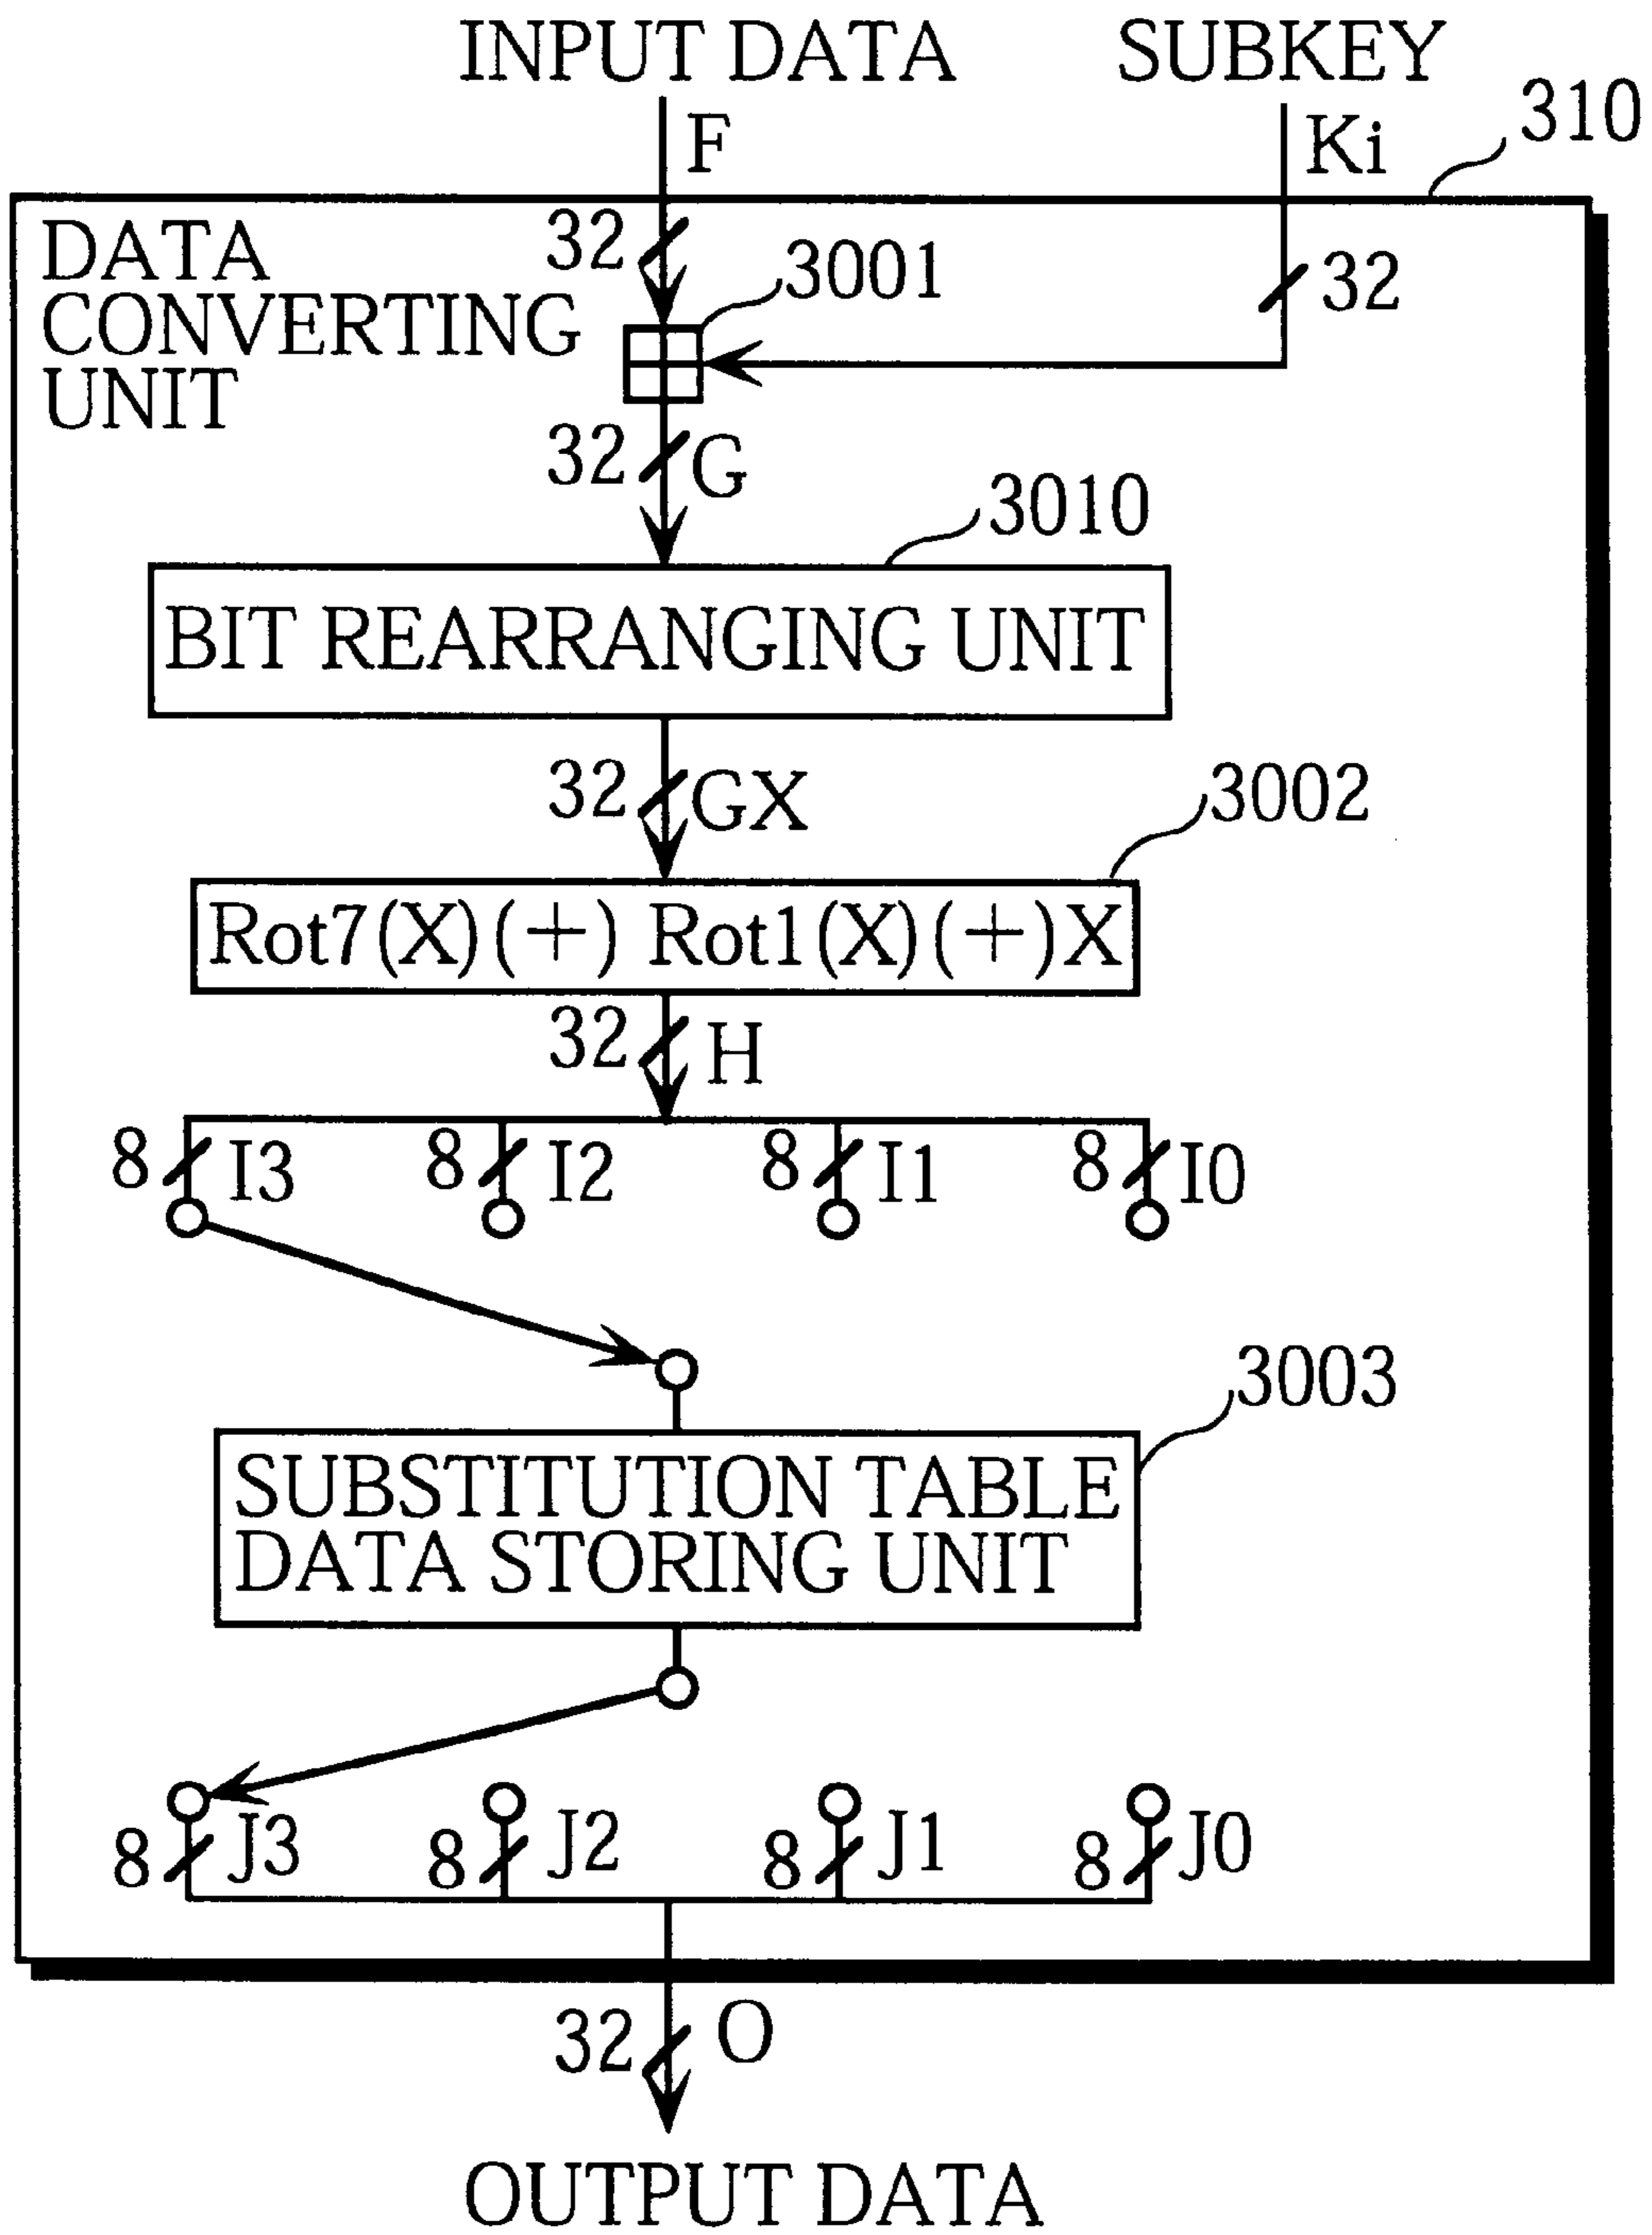 INPUT DATA
SUBKEY
310
F
Ki
DATA
CONVERTING
UNIT
32
3001
32
32
G
3010
BIT REARRANGING UNIT
32
GX
3002
Rot7(X)(+) Rot1(X)(+)X
32
H
8
I3
8
I2
8
I1
8
I0
3003
SUBSTITUTION TABLE
DATA STORING UNIT
8
J3
8
J2
8
J1
8
J0
32
O
OUTPUT DATA